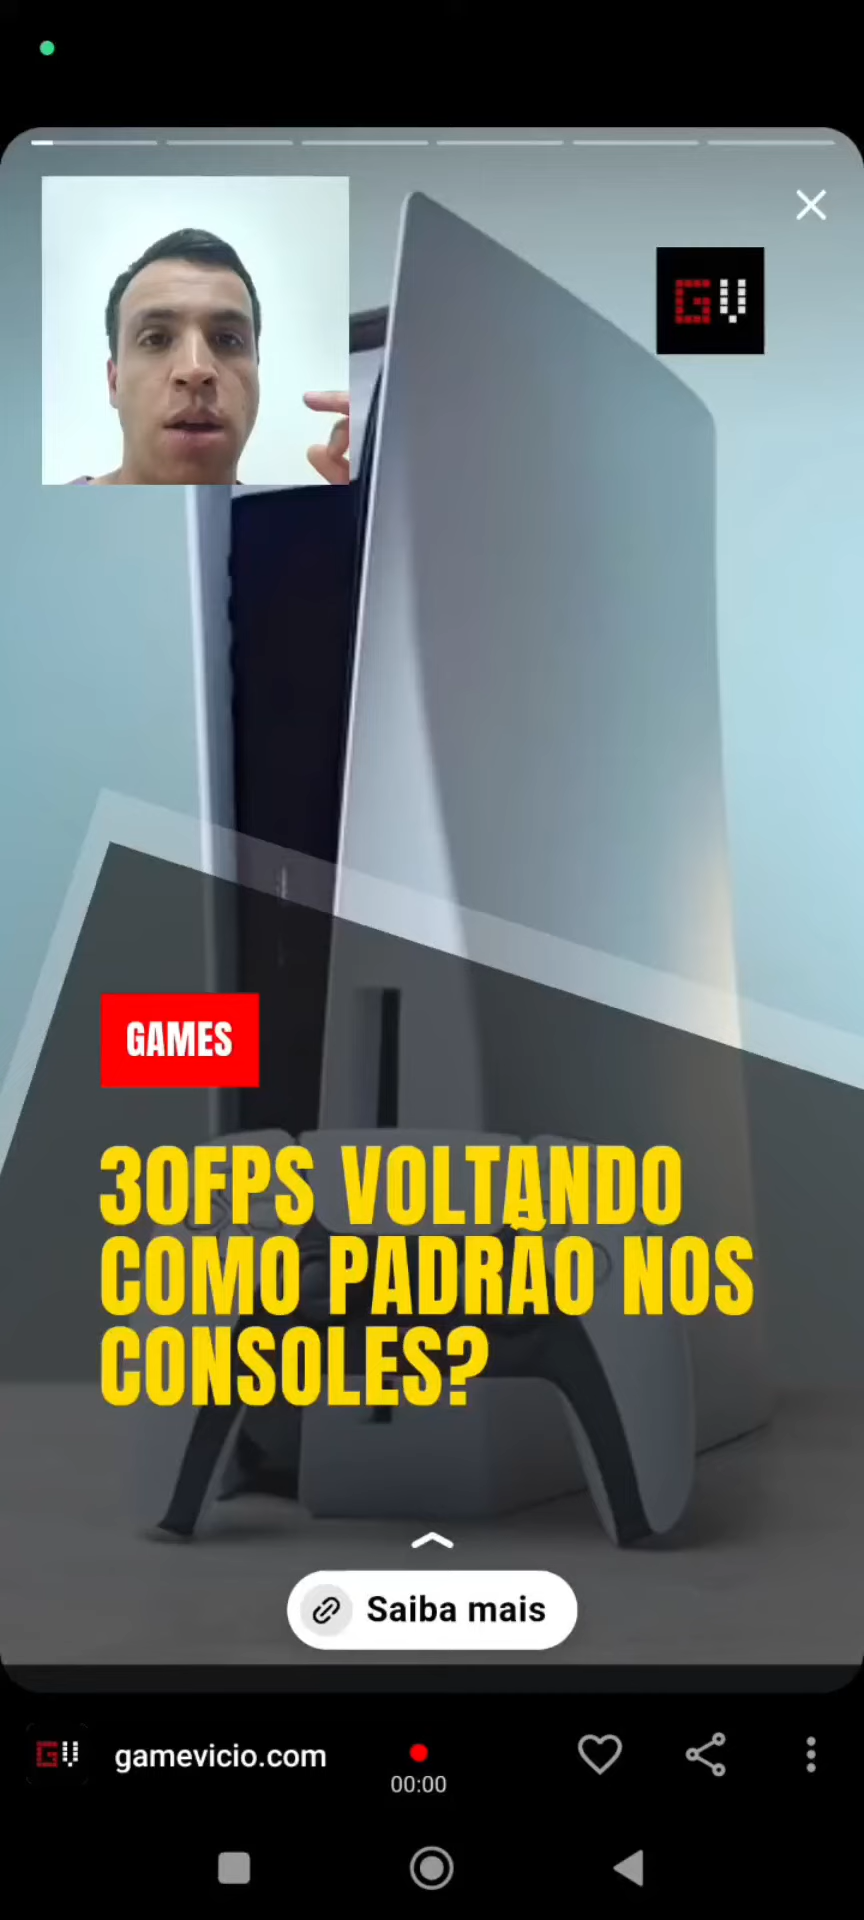 GV
GAMES
30FPS VOLTANDO
COMO PADRÃO NOS
CONSOLES?
Saiba mais
GV
gamevicio.com
00:00